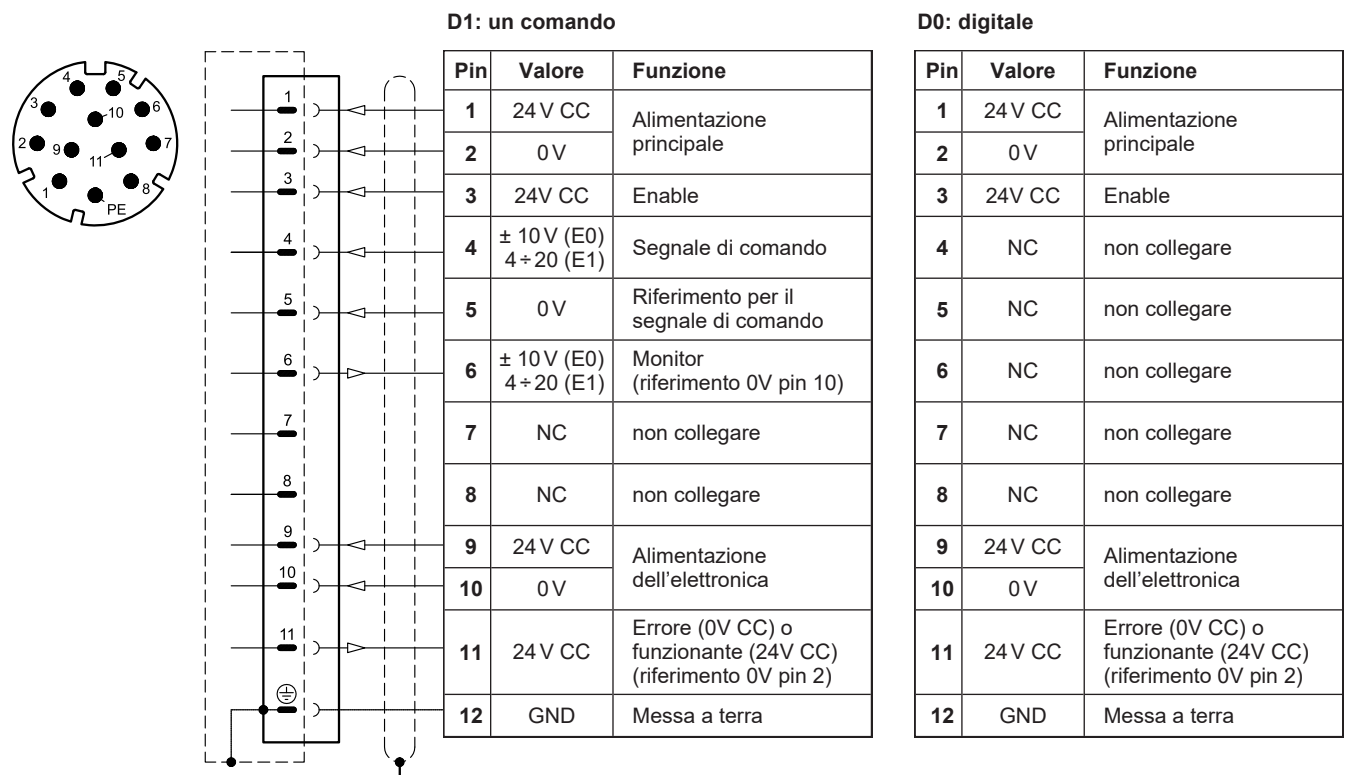 D1: un comando
D0: digitale
4
5
3
10
6
2
9
11
7
1
8
PE
1
2
3
4
5
6
7
8
9
10
11
Pin Valore Funzione
1 24 V CC Alimentazione
principale
2 0 V
3 24V CC Enable
4 ± 10 V (E0)
4÷20 (E1)
Segnale di comando
5 0 V Riferimento per il
segnale di comando
6 ± 10 V (E0)
4÷20 (E1)
Monitor
(riferimento 0V pin 10)
7 NC non collegare
8 NC non collegare
9 24 V CC Alimentazione
dell'elettronica
10 0 V
11 24 V CC Errore (0V CC) o
funzionante (24V CC)
(riferimento 0V pin 2)
12 GND Messa a terra
Pin Valore Funzione
1 24 V CC Alimentazione
principale
2 0 V
3 24V CC Enable
4 NC non collegare
5 NC non collegare
6 NC non collegare
7 NC non collegare
8 NC non collegare
9 24 V CC Alimentazione
dell'elettronica
10 0 V
11 24 V CC Errore (0V CC) o
funzionante (24V CC)
(riferimento 0V pin 2)
12 GND Messa a terra